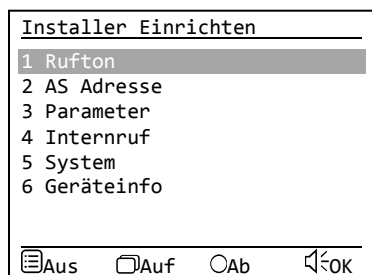 Installer Einrichten
1 Rufton
2 AS Adresse
3 Parameter
4 Internruf
5 System
6 Geräteinfo
Aus Auf Ab OK